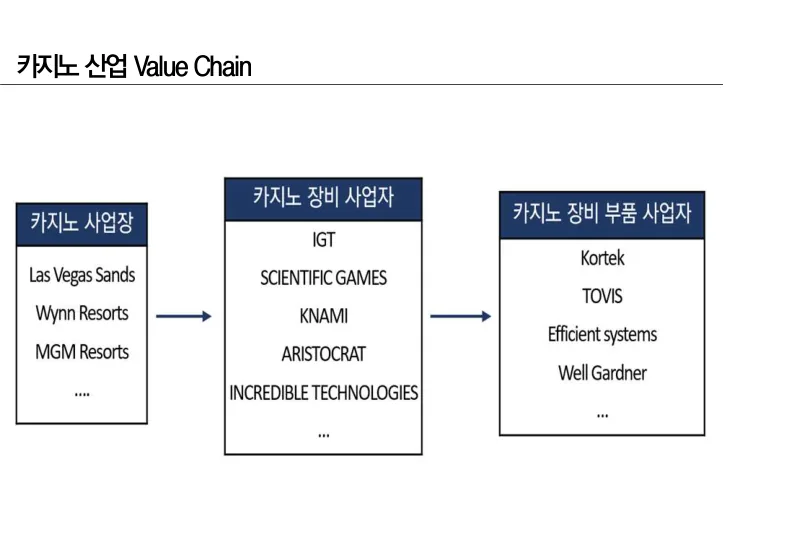 카지노 산업 Value Chain
카지노 사업장
Las Vegas Sands
Wynn Resorts
MGM Resorts
....
카지노 장비 사업자
IGT
SCIENTIFIC GAMES
KNAMI
ARISTOCRAT
INCREDIBLE TECHNOLOGIES
...
카지노 장비 부품 사업자
Kortek
TOVIS
Efficient systems
Well Gardner
...